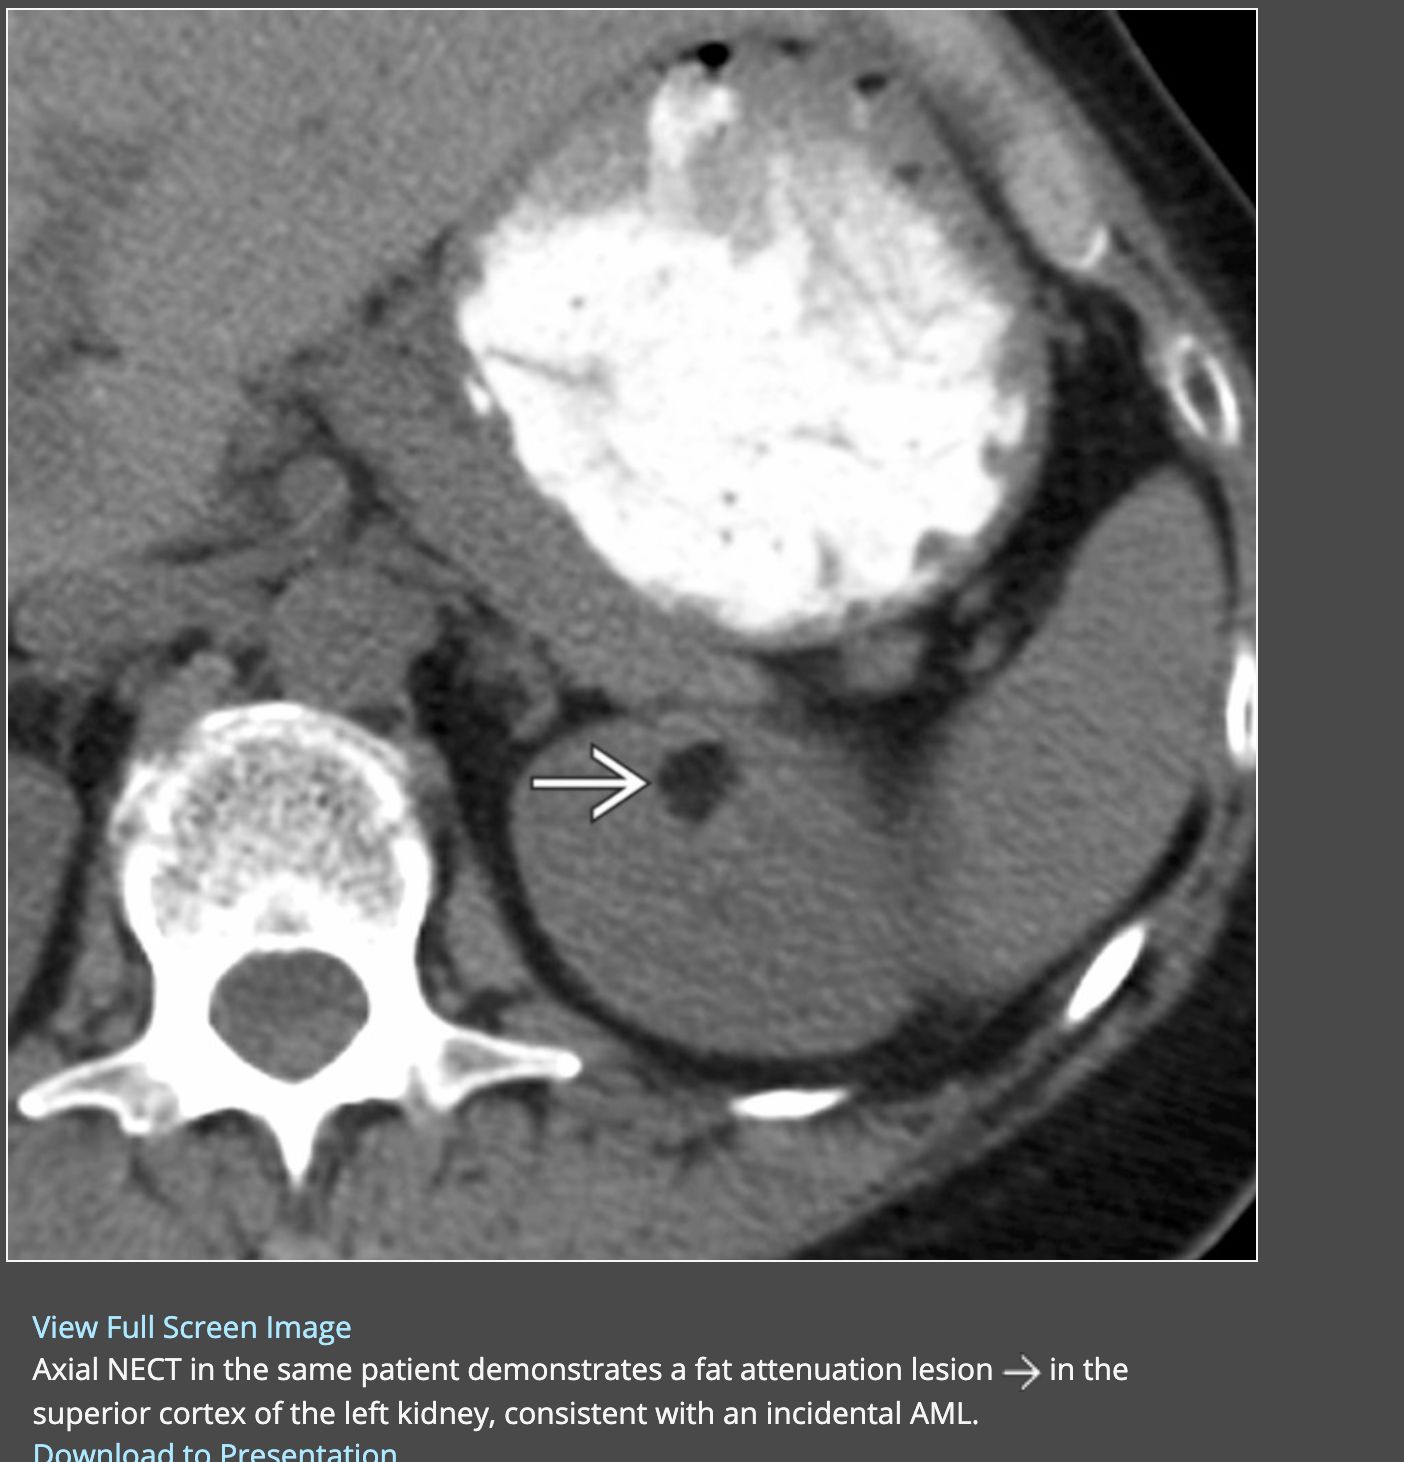 View Full Screen Image
Axial NECT in the same patient demonstrates a fat attenuation lesion → in the
superior cortex of the left kidney, consistent with an incidental AML.
Download to Presentation